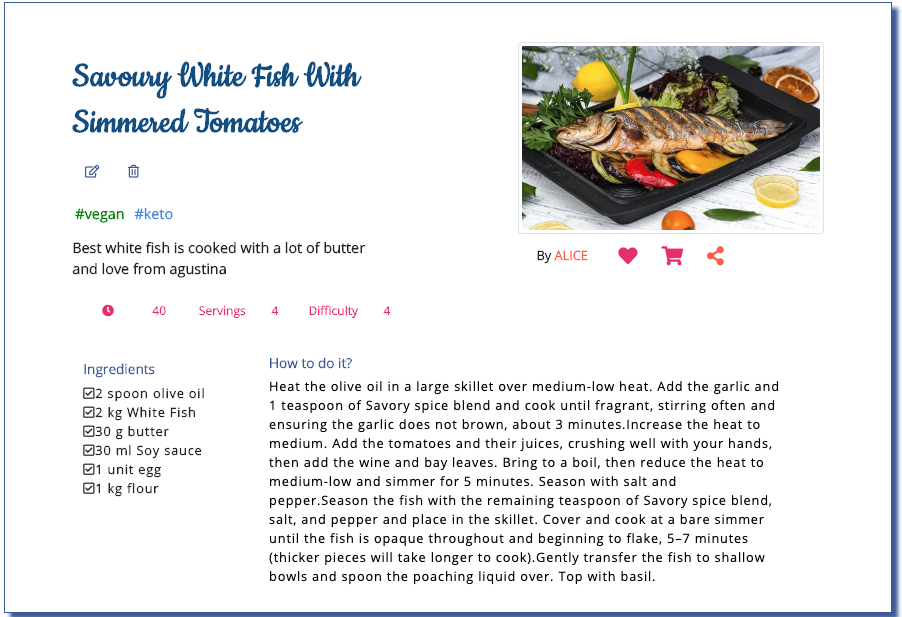 Savoury White Fish With
Simmered Tomatoes
#vegan #keto
Best white fish is cooked with a lot of butter
and love from agustina
40 Servings 4 Difficulty 4
By ALICE
Ingredients
2 spoon olive oil
2 kg White Fish
30 g butter
30 ml Soy sauce
1 unit egg
1 kg flour
How to do it?
Heat the olive oil in a large skillet over medium-low heat. Add the garlic and
1 teaspoon of Savory spice blend and cook until fragrant, stirring often and
ensuring the garlic does not brown, about 3 minutes.Increase the heat to
medium. Add the tomatoes and their juices, crushing well with your hands,
then add the wine and bay leaves. Bring to a boil, then reduce the heat to
medium-low and simmer for 5 minutes. Season with salt and
pepper.Season the fish with the remaining teaspoon of Savory spice blend,
salt, and pepper and place in the skillet. Cover and cook at a bare simmer
until the fish is opaque throughout and beginning to flake, 5–7 minutes
(thicker pieces will take longer to cook).Gently transfer the fish to shallow
bowls and spoon the poaching liquid over. Top with basil.